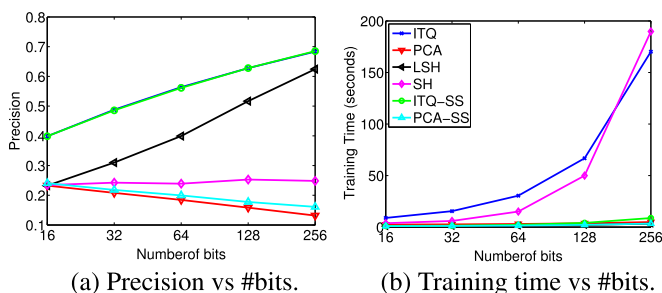 0.8
0.7
0.6
0.5
0.4
0.3
0.2
0.1
Precision
16 32 64 128 256
Numberof bits
(a) Precision vs #bits.
200
150
100
50
0
Training Time (seconds)
ITQ
PCA
LSH
SH
ITQ-SS
PCA-SS
16 32 64 128 256
Numberof bits
(b) Training time vs #bits.